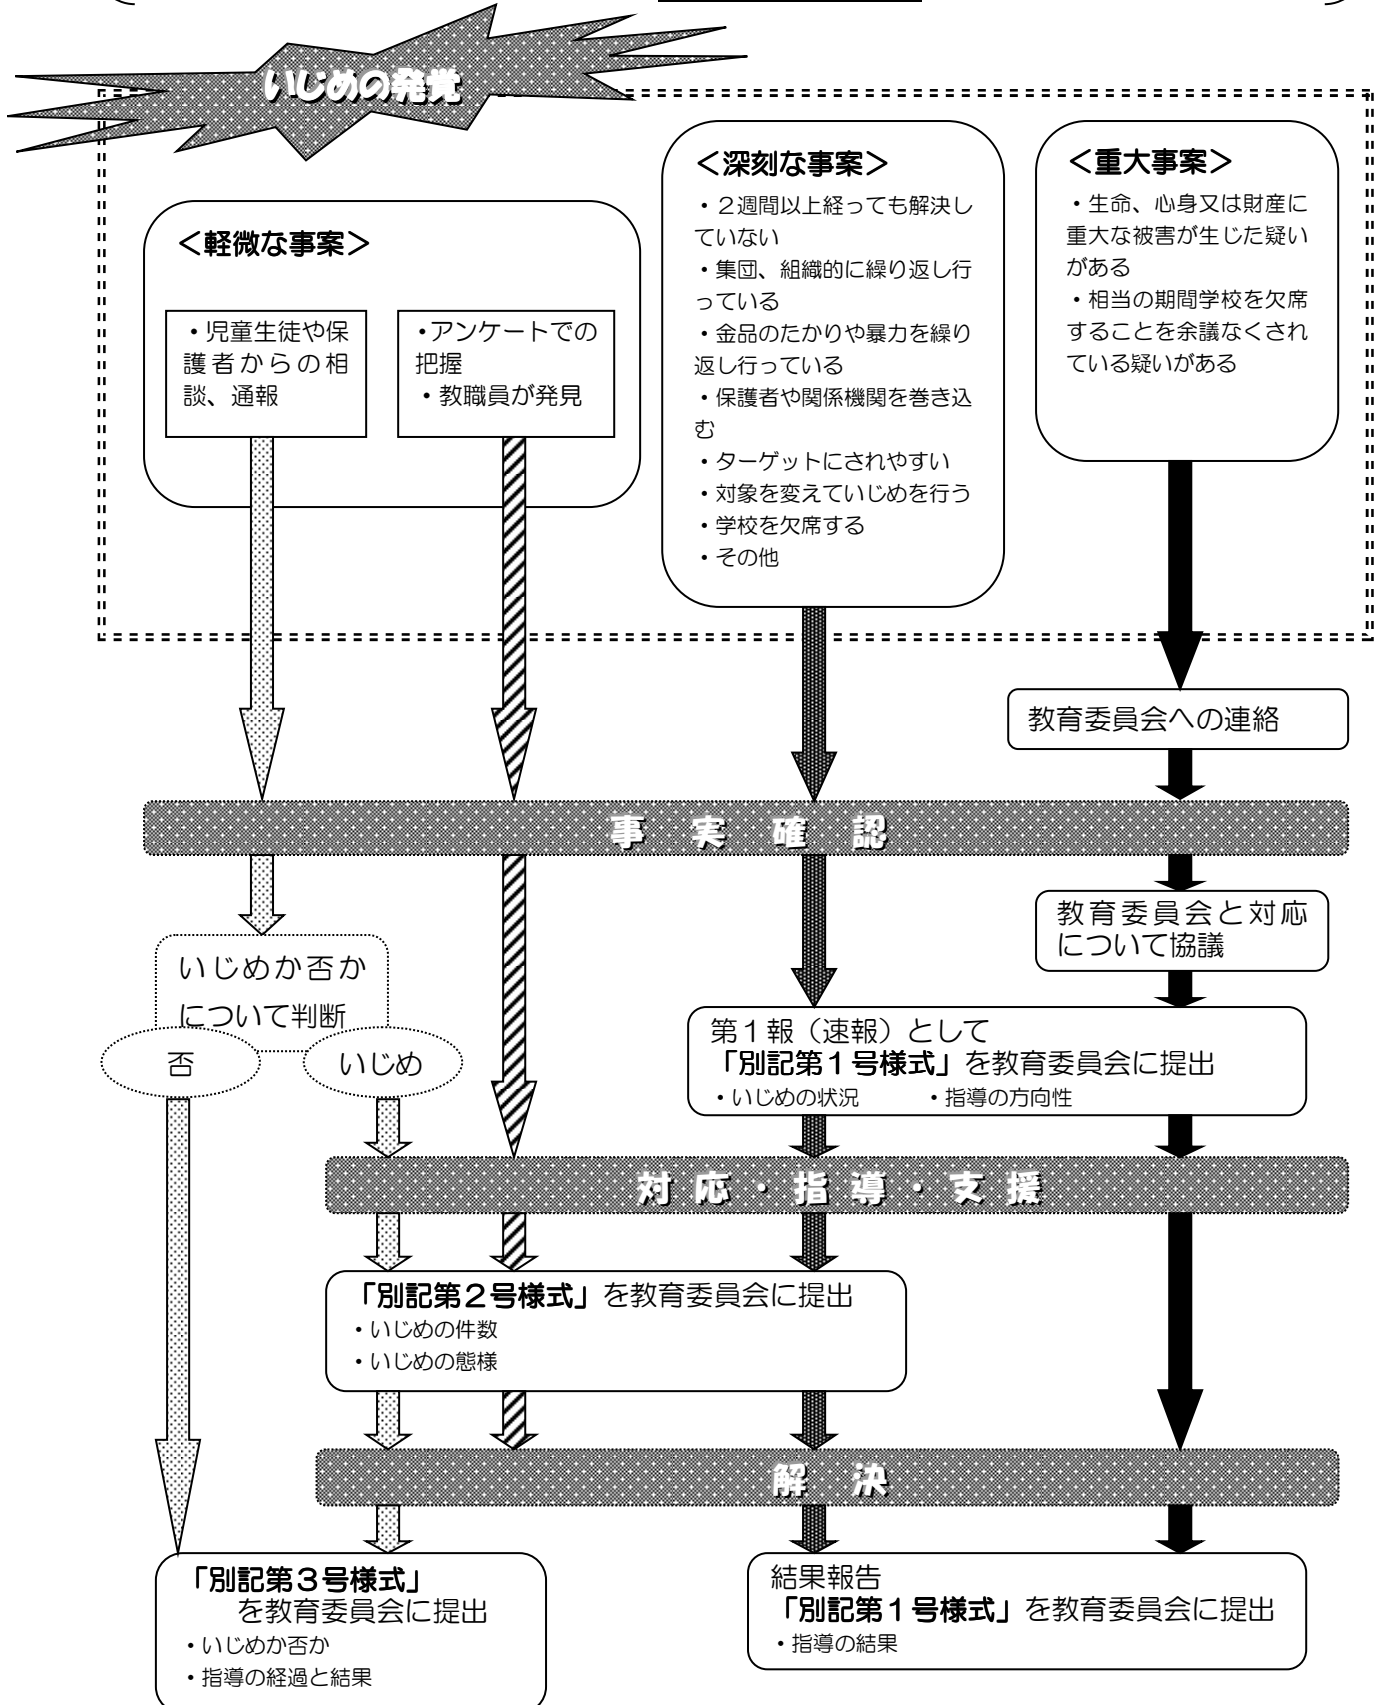 いじめの発覚
＜軽微な事案＞
・児童生徒や保
護者からの相
談、通報
・アンケートでの
把握
・教職員が発見
＜深刻な事案＞
・２週間以上経っても解決し
ていない
・集団、組織的に繰り返し行
っている
・金品のたかりや暴力を繰り
返し行っている
・保護者や関係機関を巻き込
む
・ターゲットにされやすい
・対象を変えていじめを行う
・学校を欠席する
・その他
＜重大事案＞
・生命、心身又は財産に
重大な被害が生じた疑い
がある
・相当の期間学校を欠席
することを余議なくされ
ている疑いがある
教育委員会への連絡
事　実　確　認
教育委員会と対応
について協議
いじめか否か
について判断
否
いじめ
第１報（速報）として
「別記第１号様式」を教育委員会に提出
・いじめの状況　　　・指導の方向性
対　応　・　指　導　・　支　援
「別記第２号様式」を教育委員会に提出
・いじめの件数
・いじめの態様
解　決
「別記第３号様式」
を教育委員会に提出
・いじめか否か
・指導の経過と結果
結果報告
「別記第１号様式」を教育委員会に提出
・指導の結果